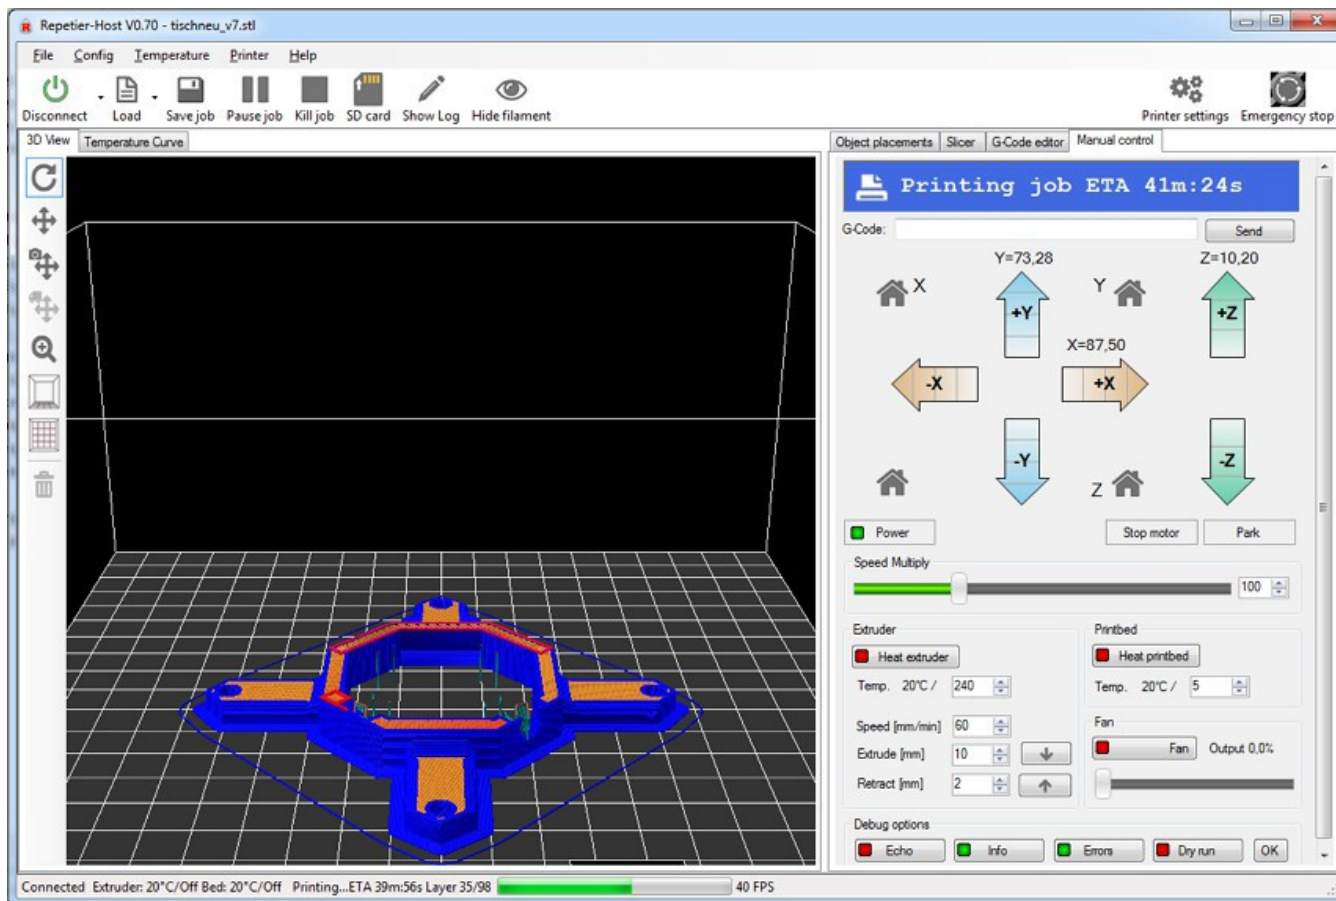 Repetier-Host V0.70 - tischneu_v7.stl
File Config Temperature Printer Help
Disconnect Load Save job Pause job Kill job SD card Show Log Hide filament Printer settings Emergency stop
3D View Temperature Curve
Object placements Slicer G-Code editor Manual control
Printing job ETA 41m:24s
G-Code: Send
Y=73,28 Z=10,20
X Y
+Y +Z
X=87,50
-X +X
-Y -Z
Z
Power Stop motor Park
Speed Multiply
100
Extruder Printbed
Heat extruder Heat printbed
Temp. 20°C / 240 Temp. 20°C / 5
Speed [mm/min] 60 Fan
Extrude [mm] 10 Fan Output 0,0%
Retract [mm] 2
Debug options
Echo Info Errors Dry run OK
Connected Extruder: 20°C/Off Bed: 20°C/Off Printing...ETA 39m:56s Layer 35/98 40 FPS